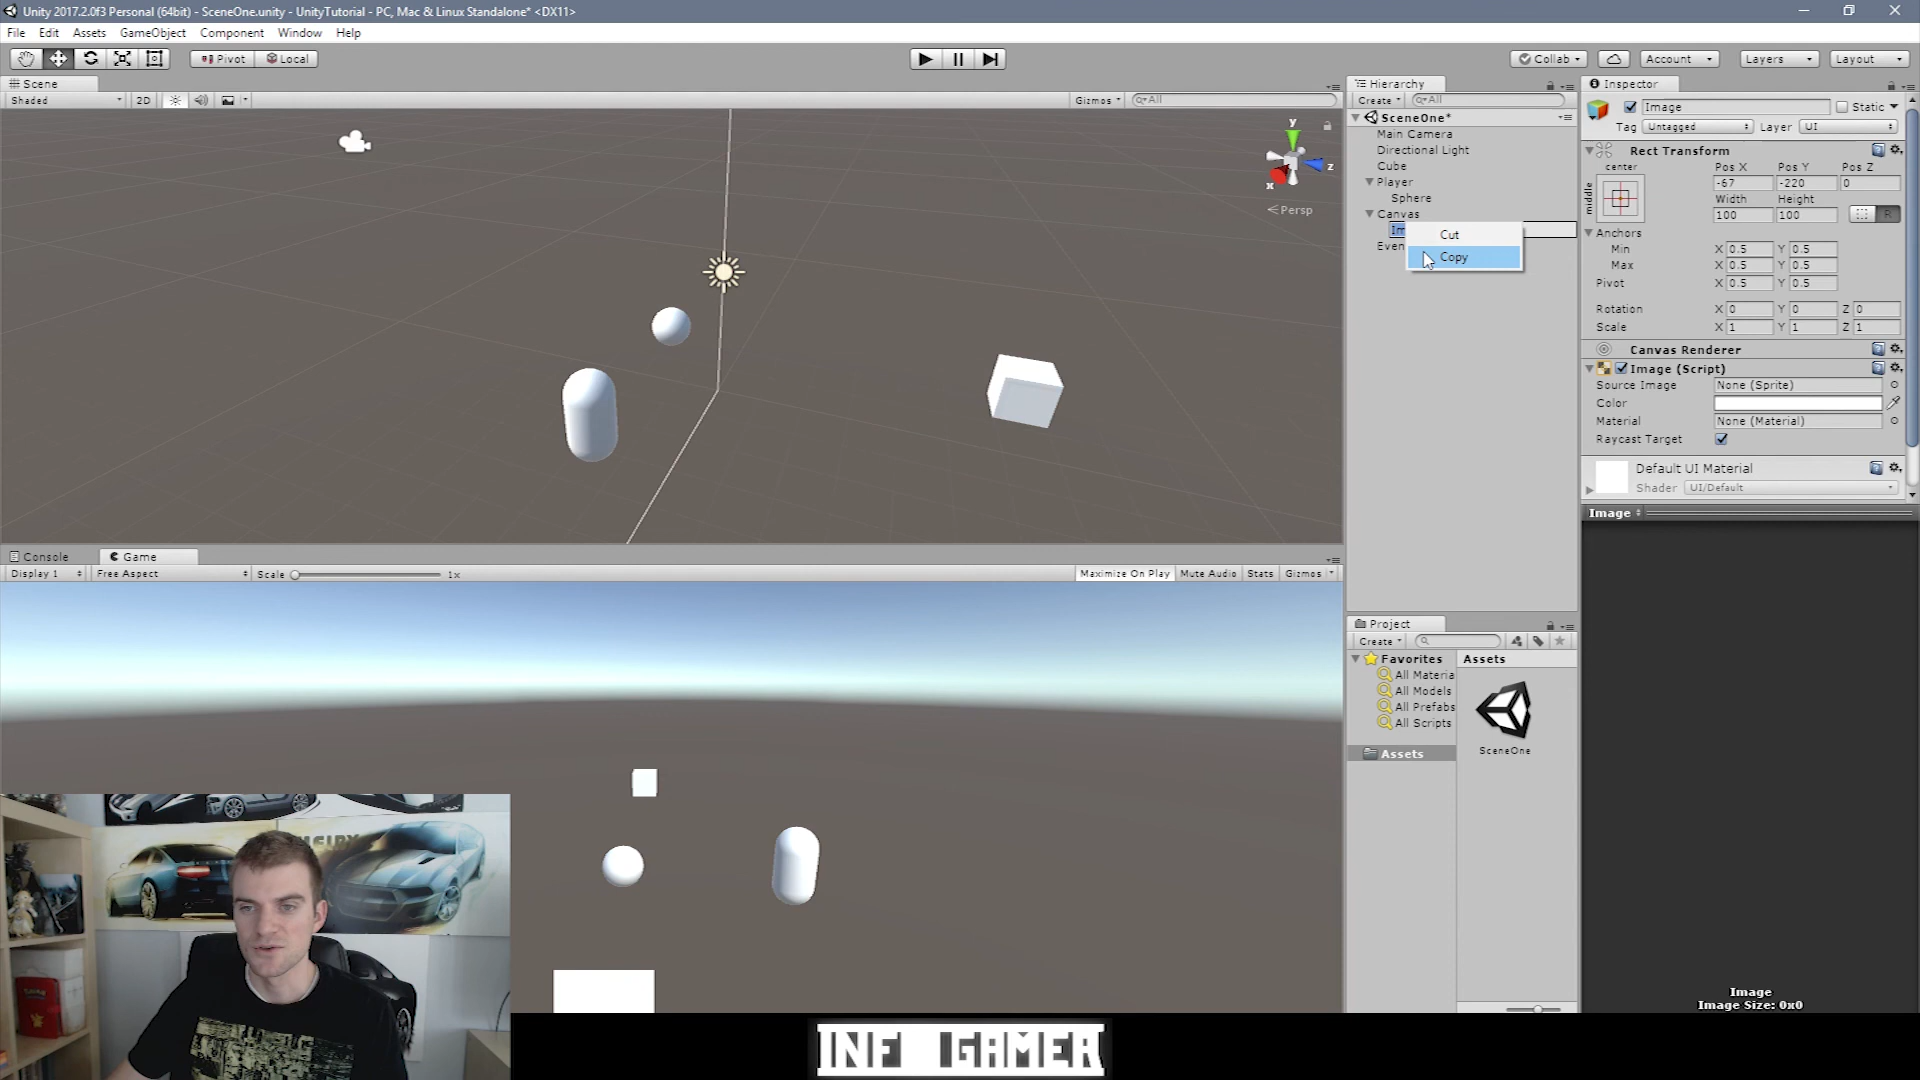 Unity 2017.2.0f3 Personal (64bit) - SceneOne.unity - UnityTutorial - PC, Mac & Linux Standalone* <DX11>
File Edit Assets GameObject Component Window Help
Pivot Local Collab Account Layers Layout
Scene
Shaded 2D Gizmos All
y
z
x
Persp
Hierarchy
Create All
SceneOne*
Main Camera
Directional Light
Cube
Player
Sphere
Canvas
Im
Even
Cut
Copy
Inspector
Image Static
Tag Untagged Layer UI
Rect Transform
center Pos X Pos Y Pos Z
middle -67 -220 0
Width Height
100 100 R
Anchors
Min X 0.5 Y 0.5
Max X 0.5 Y 0.5
Pivot X 0.5 Y 0.5
Rotation X 0 Y 0 Z 0
Scale X 1 Y 1 Z 1
Canvas Renderer
Image (Script)
Source Image None (Sprite)
Color
Material None (Material)
Raycast Target
Default UI Material
Shader UI/Default
Image
Console Game
Display 1 Free Aspect Scale 1x Maximize On Play Mute Audio Stats Gizmos
Project
Create
Favorites
All Materia
All Models
All Prefabs
All Scripts
Assets
Assets
SceneOne
Image
Image Size: 0x0
INF GAMER